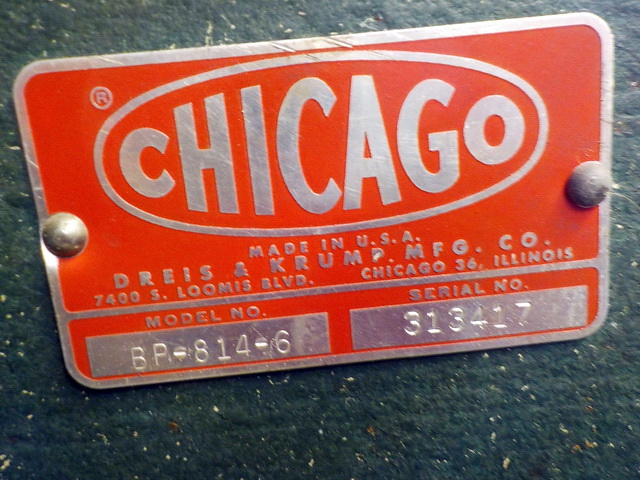 ®
CHICAGO
MADE IN U.S.A.
DREIS & KRUMP MFG. CO.
7400 S. LOOMIS BLVD. CHICAGO 36, ILLINOIS
MODEL NO. SERIAL NO.
BP-814-6 313417